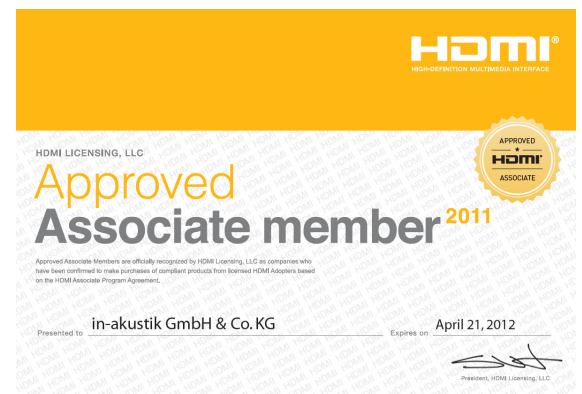 HDMI®
HIGH-DEFINITION MULTIMEDIA INTERFACE
APPROVED
HDMI
ASSOCIATE
HDMI LICENSING, LLC
Approved
Associate member 2011
Approved Associate Members are officially recognized by HDMI Licensing, LLC as companies who
have been confirmed to make purchases of compliant products from licensed HDMI Adopters based
on the HDMI Associate Program Agreement.
Presented to in-akustik GmbH & Co. KG Expires on April 21, 2012
President, HDMI Licensing, LLC